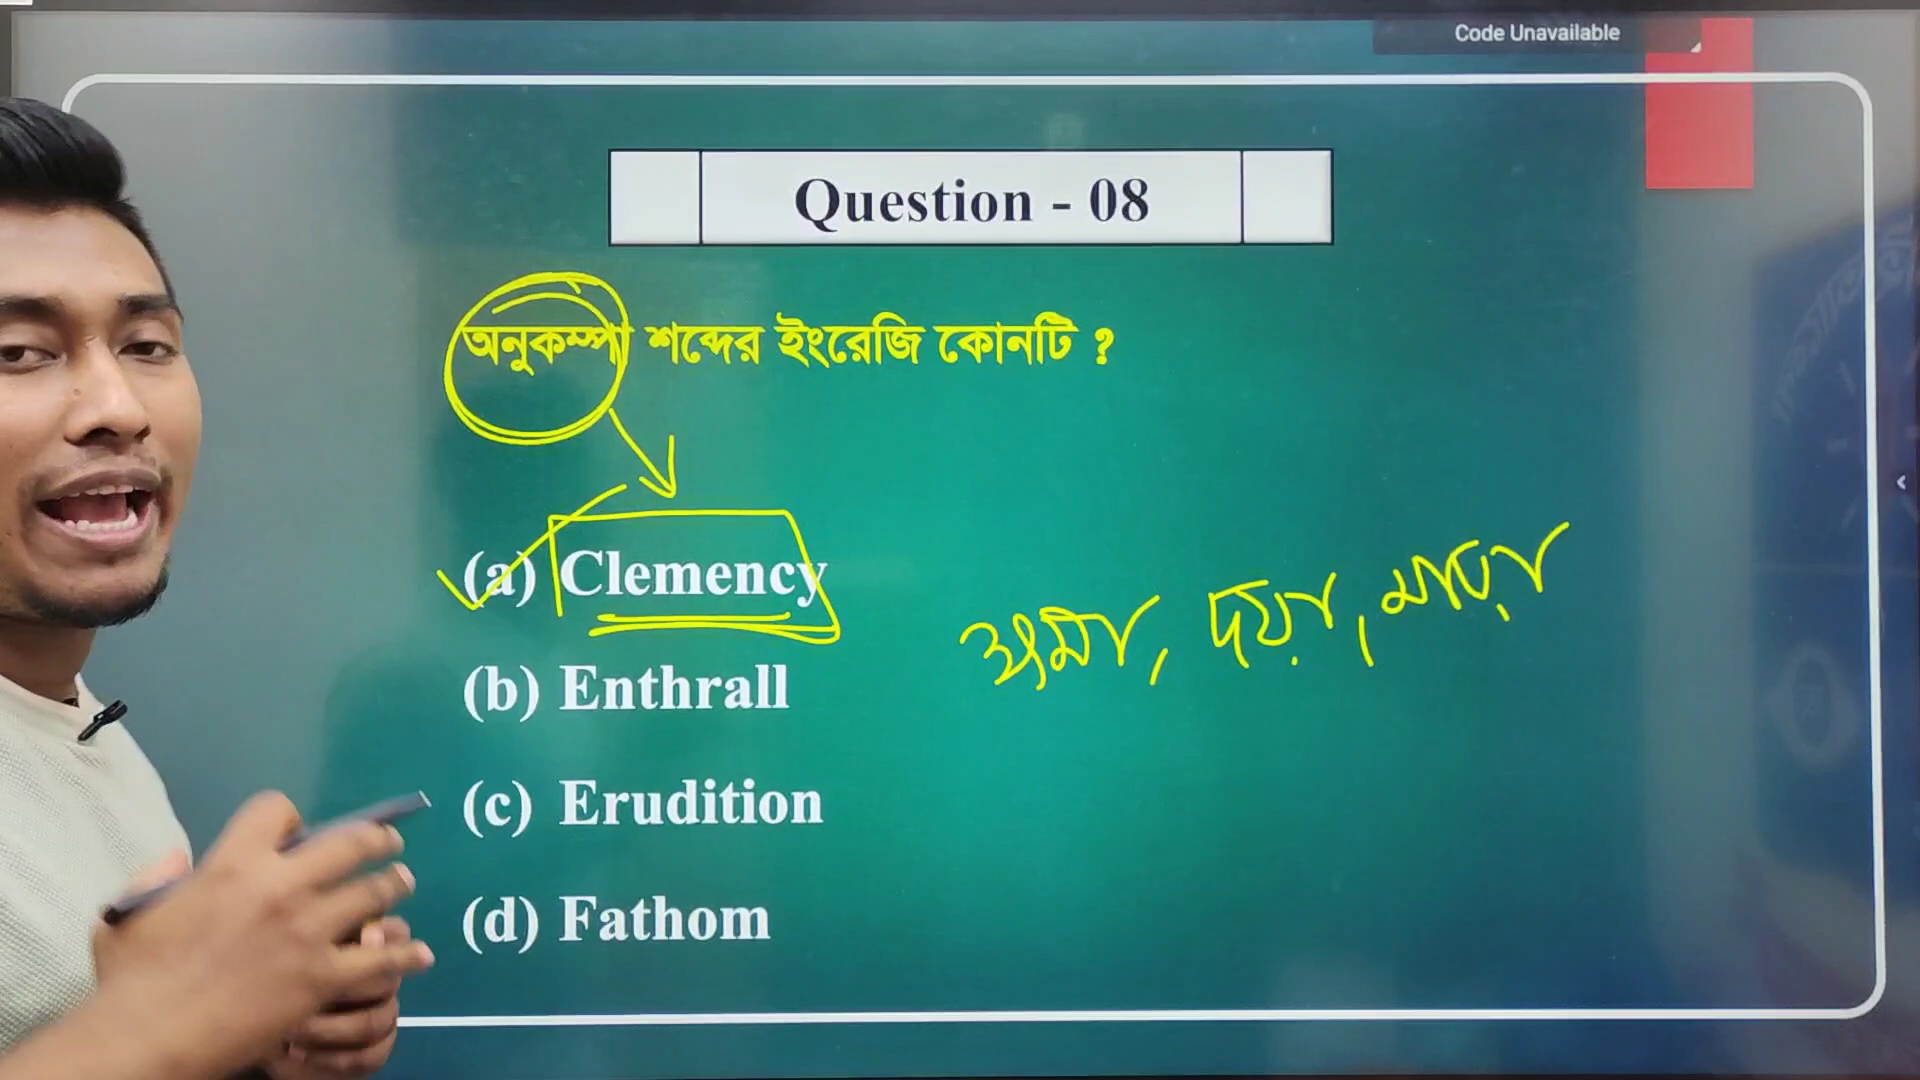 Code Unavailable
Question - 08
অনুকম্পা শব্দের ইংরেজি কোনটি ?
(a) Clemency
ক্ষমা, দয়া, মায়া
(b) Enthrall
(c) Erudition
(d) Fathom